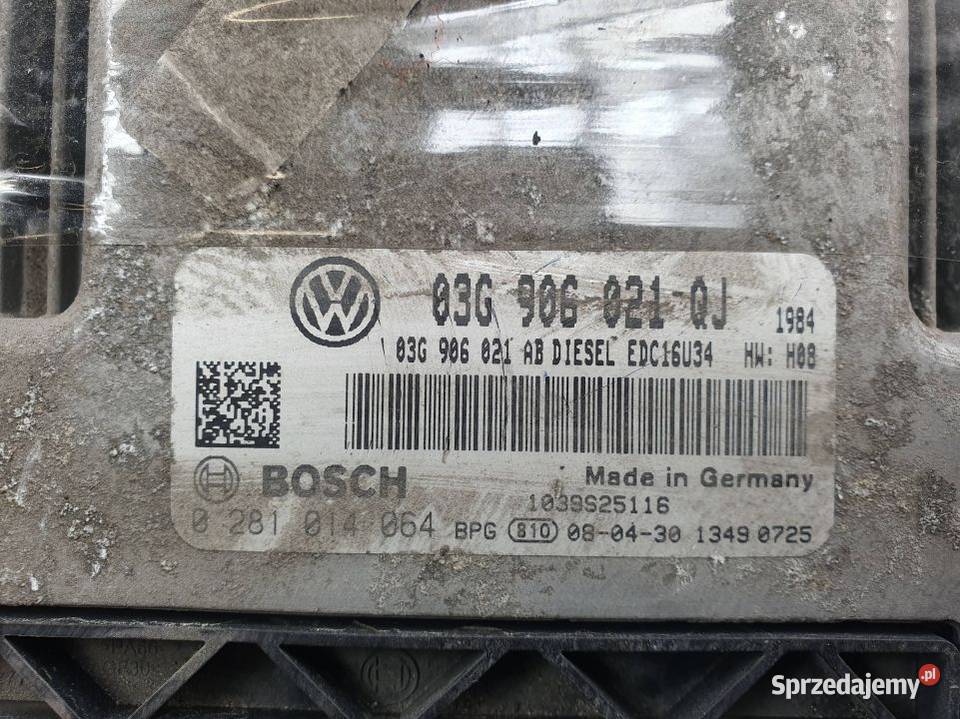 03G 906 021 QJ
1984
03G 906 021 AB DIESEL EDC16U34 HW: H08
BOSCH
Made in Germany
1039S25116
0 281 014 064 BPG 810 08-04-30 1349 0725
Sprzedajemy.pl